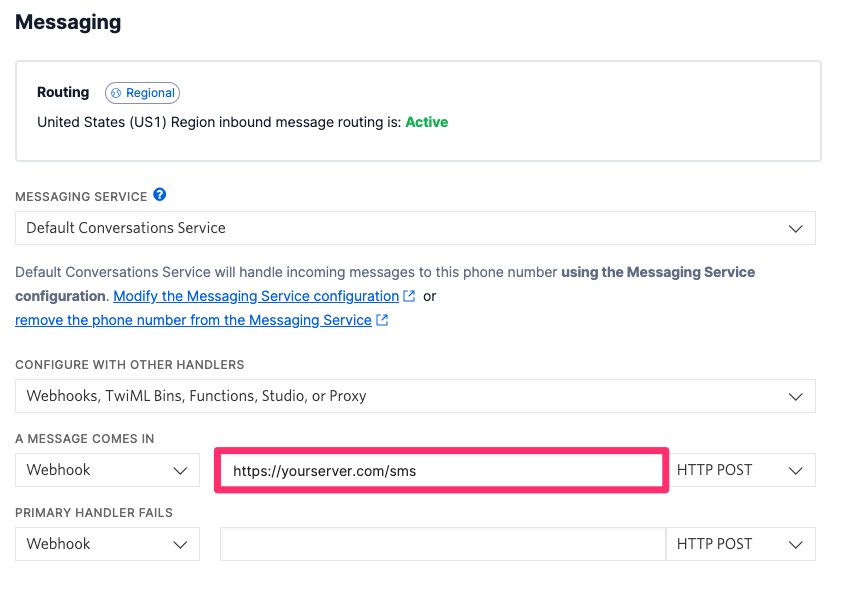 Messaging
Routing Regional
United States (US1) Region inbound message routing is: Active
MESSAGING SERVICE ?
Default Conversations Service
Default Conversations Service will handle incoming messages to this phone number using the Messaging Service
configuration. Modify the Messaging Service configuration or
remove the phone number from the Messaging Service
CONFIGURE WITH OTHER HANDLERS
Webhooks, TwiML Bins, Functions, Studio, or Proxy
A MESSAGE COMES IN
Webhook https://yourserver.com/sms HTTP POST
PRIMARY HANDLER FAILS
Webhook HTTP POST